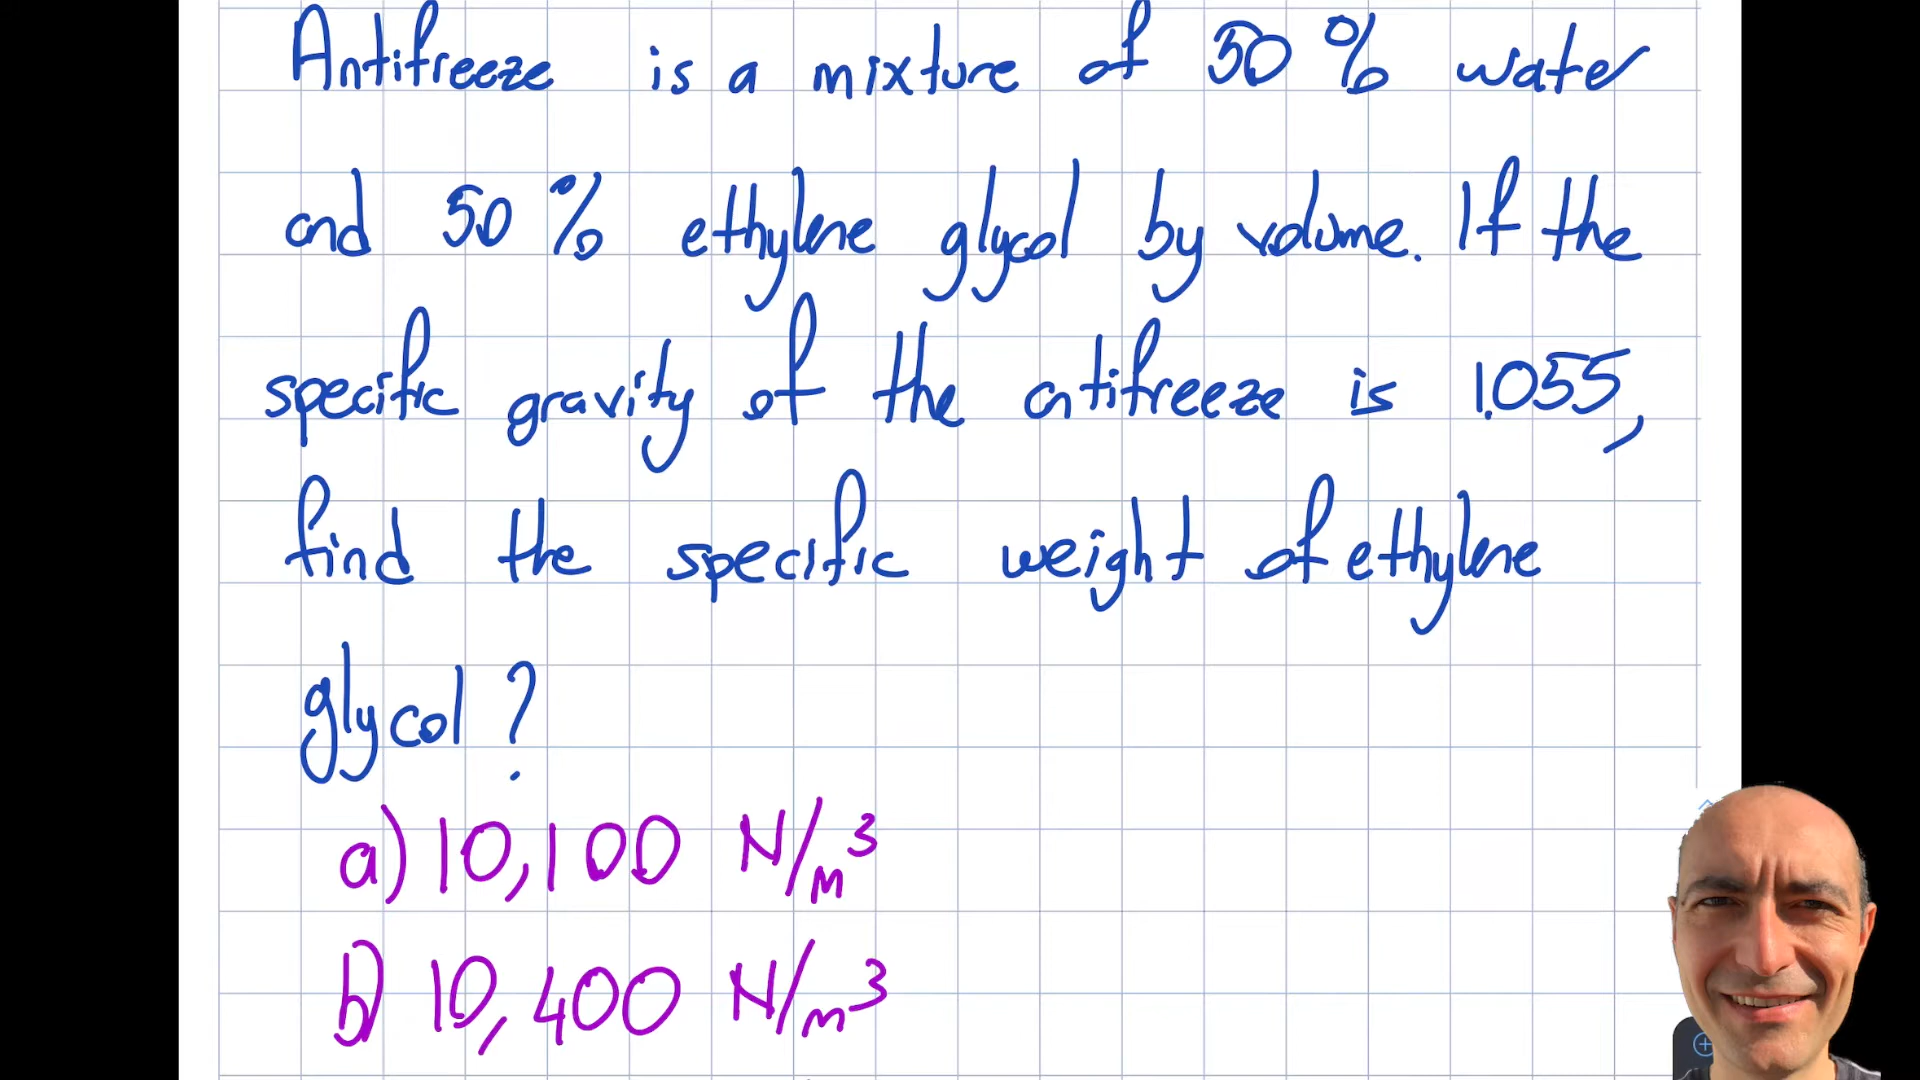 Antifreeze is a mixture of 50 % water
and 50 % ethylene glycol by volume. If the
specific gravity of the antifreeze is 1.055,
find the specific weight of ethylene
glycol ?
a) 10,100 N/m³
b) 10,400 N/m³